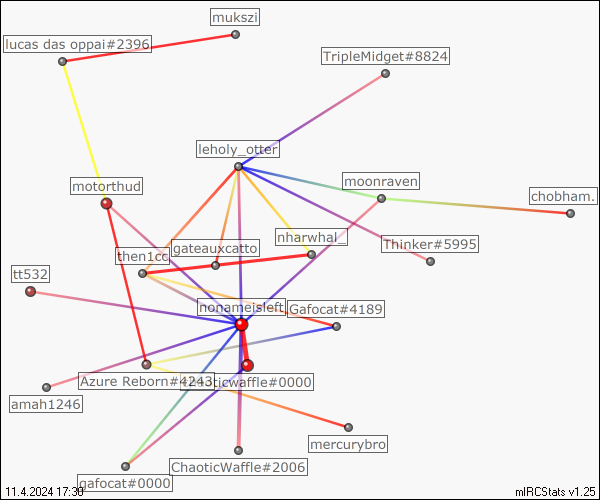 mukszi
lucas das oppai#2396
TripleMidget#8824
leholy_otter
moonraven
motorthud
chobham.
nharwhal_
gateauxcatto
Thinker#5995
then1cc
tt532
nonameisleft
Gafocat#4189
Azure Reborn#4243
ticwaffle#0000
amah1246
mercurybro
ChaoticWaffle#2006
gafocat#0000
11.4.2024 17:30
mIRCStats v1.25